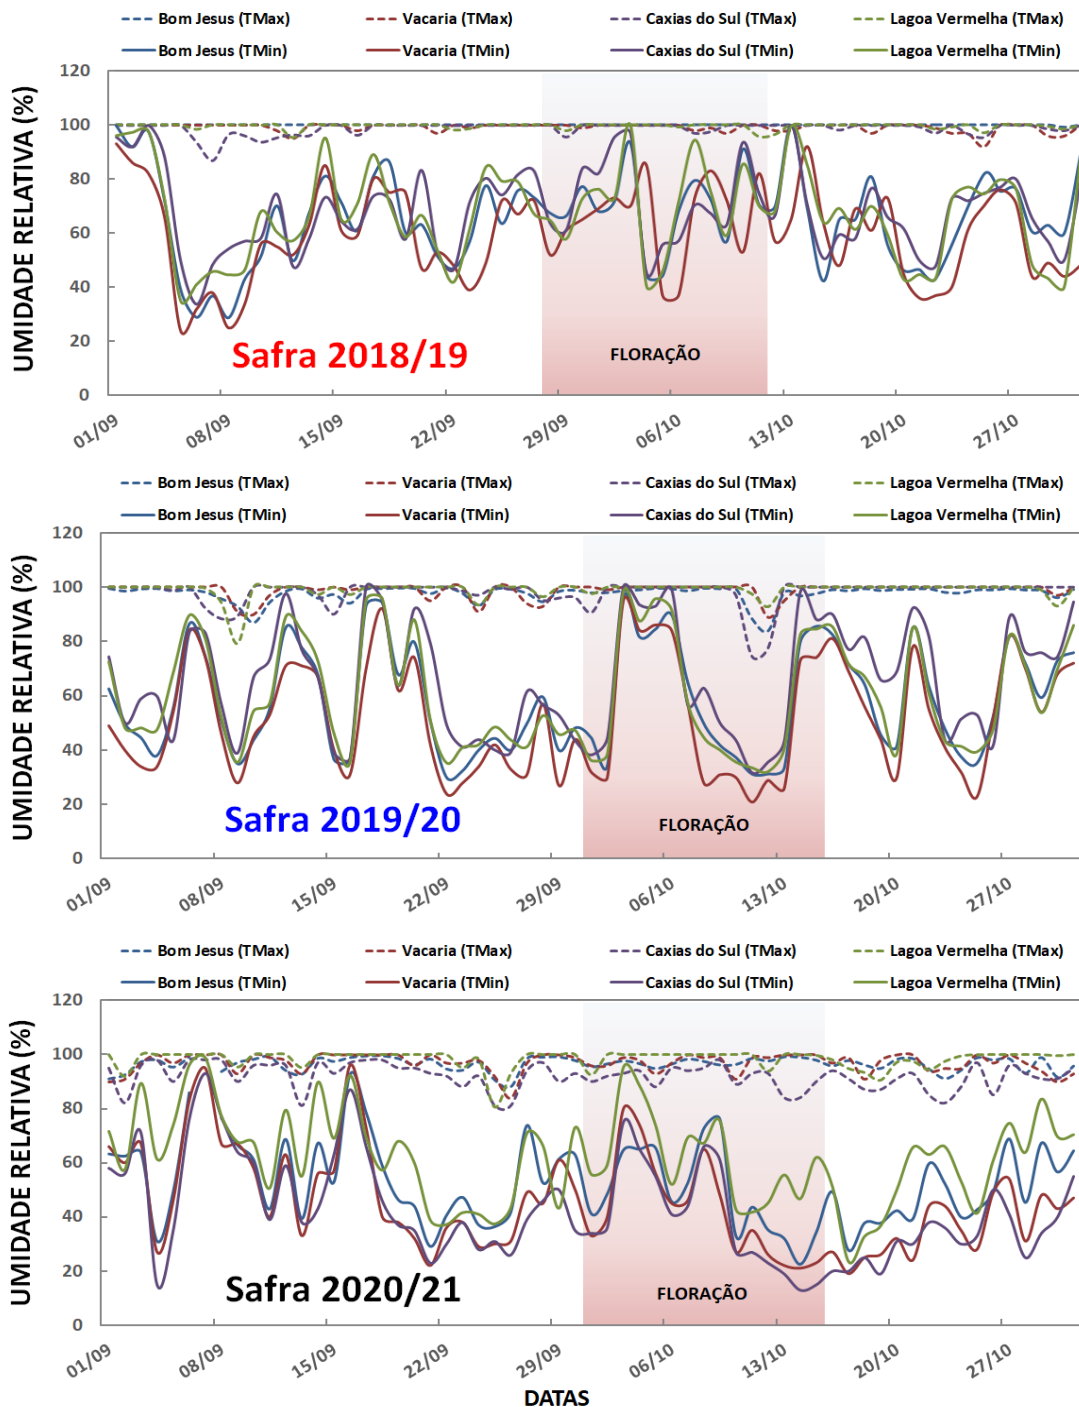 Bom Jesus (TMax) Vacaria (TMax) Caxias do Sul (TMax) Lagoa Vermelha (TMax)
Bom Jesus (TMin) Vacaria (TMin) Caxias do Sul (TMin) Lagoa Vermelha (TMin)
UMIDADE RELATIVA (%)
120
100
80
60
40
20
0
Safra 2018/19
FLORAÇÃO
01/09 08/09 15/09 22/09 29/09 06/10 13/10 20/10 27/10
Bom Jesus (TMax) Vacaria (TMax) Caxias do Sul (TMax) Lagoa Vermelha (TMax)
Bom Jesus (TMin) Vacaria (TMin) Caxias do Sul (TMin) Lagoa Vermelha (TMin)
UMIDADE RELATIVA (%)
120
100
80
60
40
20
0
Safra 2019/20
FLORAÇÃO
01/09 08/09 15/09 22/09 29/09 06/10 13/10 20/10 27/10
Bom Jesus (TMax) Vacaria (TMax) Caxias do Sul (TMax) Lagoa Vermelha (TMax)
Bom Jesus (TMin) Vacaria (TMin) Caxias do Sul (TMin) Lagoa Vermelha (TMin)
UMIDADE RELATIVA (%)
120
100
80
60
40
20
0
Safra 2020/21
FLORAÇÃO
01/09 08/09 15/09 22/09 29/09 06/10 13/10 20/10 27/10
DATAS